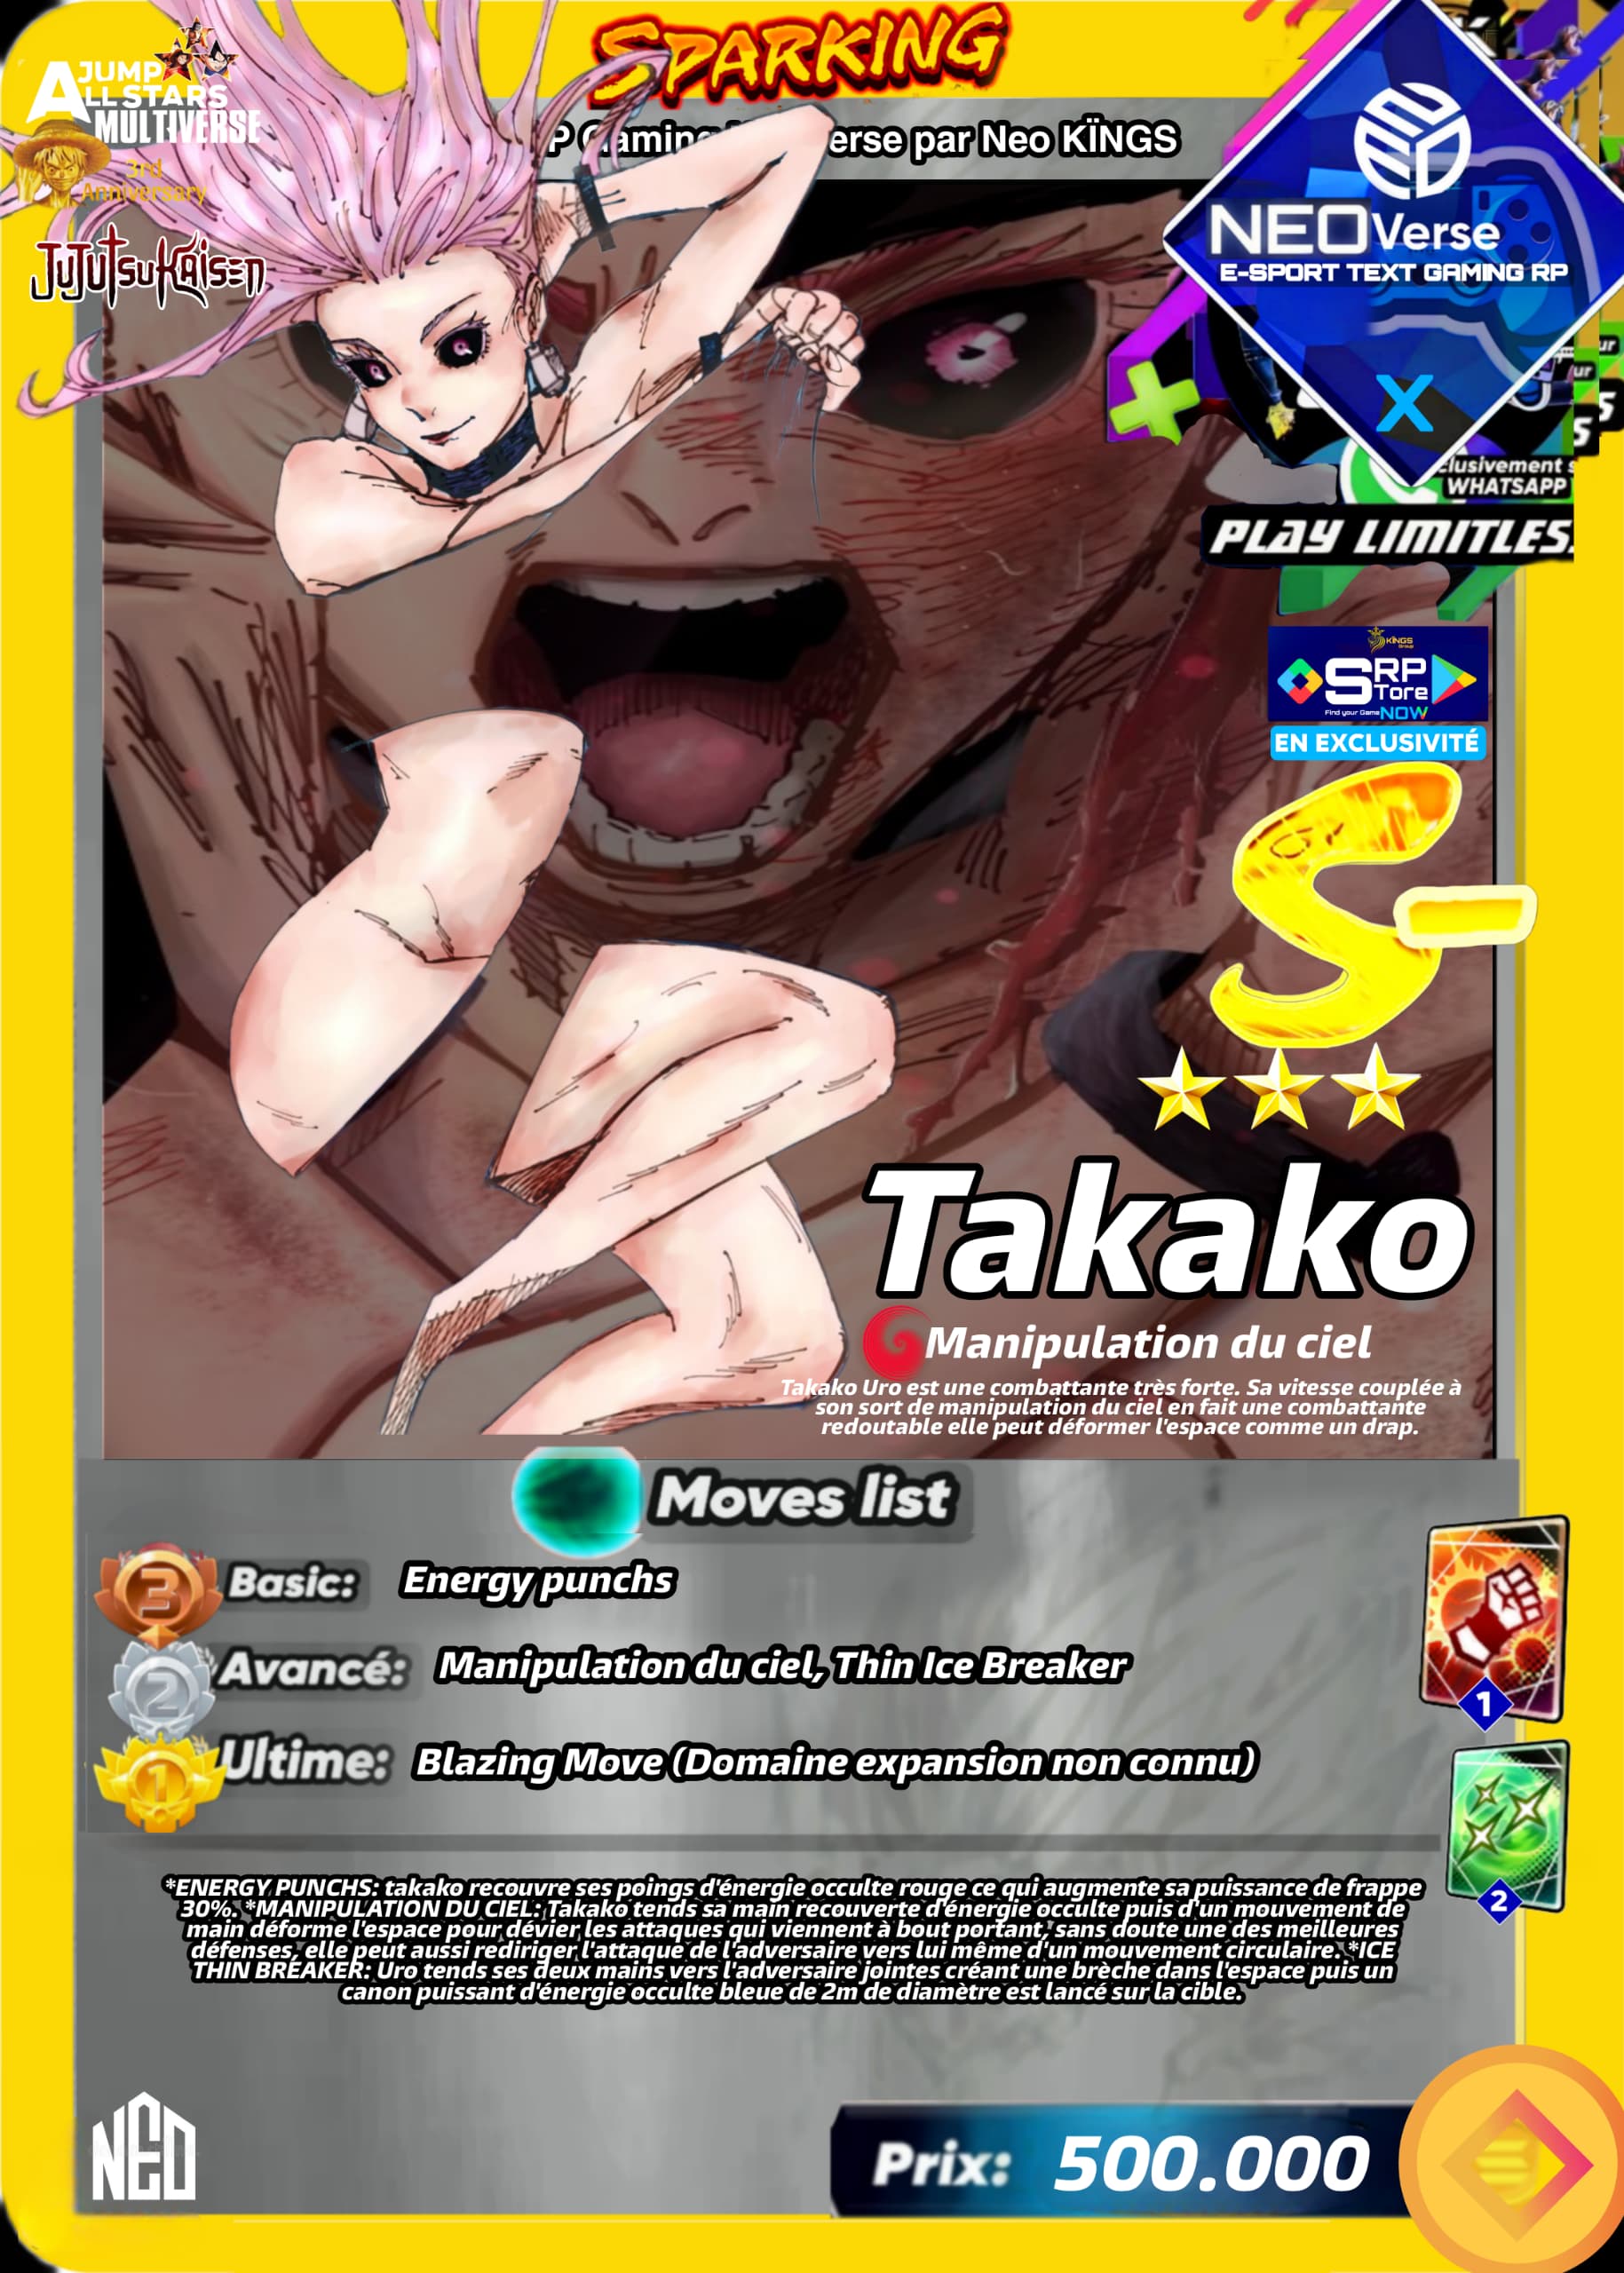 SPARKING
JUMP
ALL STARS
MULTIVERSE
3rd
Anniversary
JUJUTSU KAISEN
erse par Neo KÏNGS
NEOVerse
E-SPORT TEXT GAMING RP
X
WHATSAPP
PLAY LIMITLES
KÏNGS
SRP
Tore
Find your Game NOW
EN EXCLUSIVITÉ
S-
Takako
Manipulation du ciel
Takako Uro est une combattante très forte. Sa vitesse couplée à
son sort de manipulation du ciel en fait une combattante
redoutable elle peut déformer l'espace comme un drap.
Moves list
3 Basic: Energy punchs
2 Avancé: Manipulation du ciel, Thin Ice Breaker
1 Ultime: Blazing Move (Domaine expansion non connu)
1
2
*ENERGY PUNCHS: takako recouvre ses poings d'énergie occulte rouge ce qui augmente sa puissance de frappe
30%. *MANIPULATION DU CIEL: Takako tends sa main recouverte d'énergie occulte puis d'un mouvement de
main déforme l'espace pour dévier les attaques qui viennent à bout portant, sans doute une des meilleures
défenses, elle peut aussi rediriger l'attaque de l'adversaire vers lui même d'un mouvement circulaire. *ICE
THIN BREAKER: Uro tends ses deux mains vers l'adversaire jointes créant une brèche dans l'espace puis un
canon puissant d'énergie occulte bleue de 2m de diamètre est lancé sur la cible.
NEO
Prix: 500.000